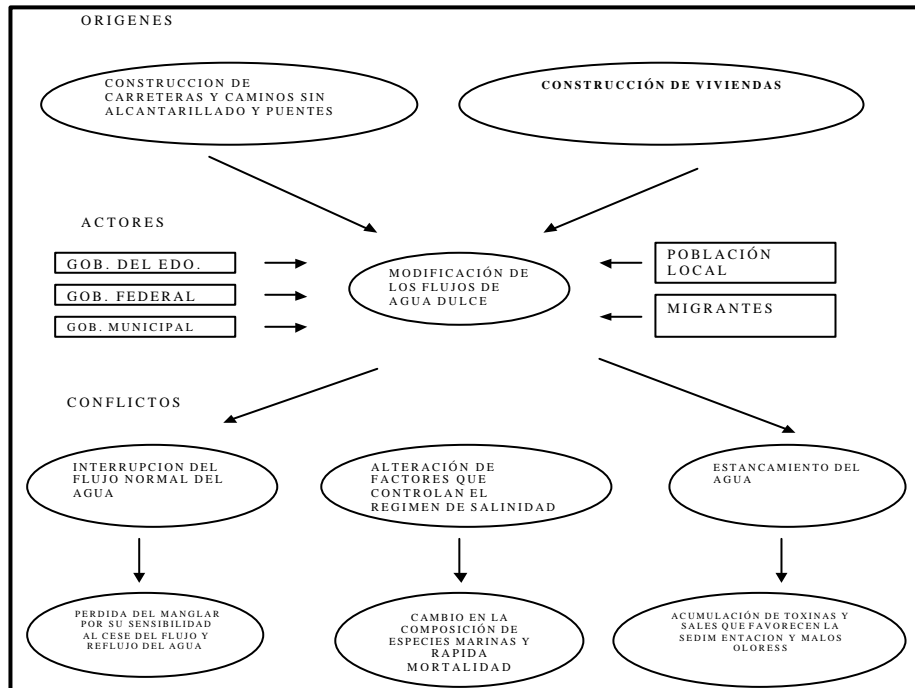 ORIGENES
CONSTRUCCION DE
CARRETERAS Y CAMINOS SIN
ALCANTARILLADO Y PUENTES
CONSTRUCCIÓN DE VIVIENDAS
ACTORES
GOB. DEL EDO.
GOB. FEDERAL
GOB. MUNICIPAL
MODIFICACIÓN DE
LOS FLUJOS DE
AGUA DULCE
POBLACIÓN
LOCAL
MIGRANTES
CONFLICTOS
INTERRUPCION DEL
FLUJO NORMAL DEL
AGUA
ALTERACIÓN DE
FACTORES QUE
CONTROLAN EL
REGIMEN DE SALINIDAD
ESTANCAMIENTO DEL
AGUA
PERDIDA DEL MANGLAR
POR SU SENSIBILIDAD
AL CESE DEL FLUJO Y
REFLUJO DEL AGUA
CAMBIO EN LA
COMPOSICIÓN DE
ESPECIES MARINAS Y
RAPIDA
MORTALIDAD
ACUMULACIÓN DE TOXINAS Y
SALES QUE FAVORECEN LA
SEDIM ENTACION Y MALOS
OLORESS